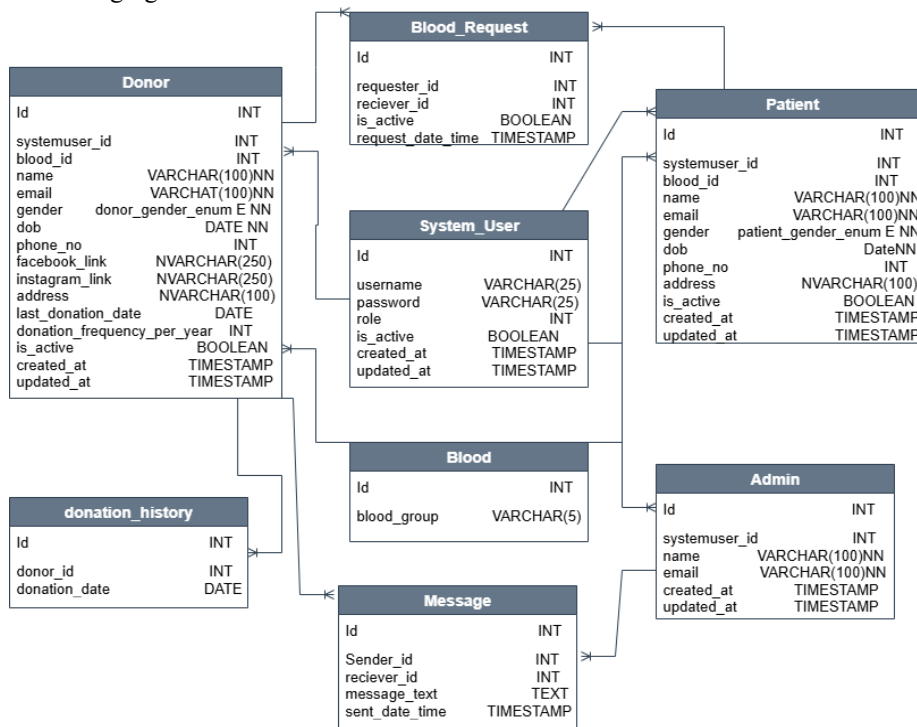 Blood_Request
Id INT
requester_id INT
reciever_id INT
is_active BOOLEAN
request_date_time TIMESTAMP
Donor
Id INT
systemuser_id INT
blood_id INT
name VARCHAR(100)NN
email VARCHAT(100)NN
gender donor_gender_enum E NN
dob DATE NN
phone_no INT
facebook_link NVARCHAR(250)
instagram_link NVARCHAR(250)
address NVARCHAR(100)
last_donation_date DATE
donation_frequency_per_year INT
is_active BOOLEAN
created_at TIMESTAMP
updated_at TIMESTAMP
Patient
Id INT
systemuser_id INT
blood_id INT
name VARCHAR(100)NN
email VARCHAR(100)NN
gender patient_gender_enum E NN
dob DateNN
phone_no INT
address NVARCHAR(100)
is_active BOOLEAN
created_at TIMESTAMP
updated_at TIMESTAMP
System_User
Id INT
username VARCHAR(25)
password VARCHAR(25)
role INT
is_active BOOLEAN
created_at TIMESTAMP
updated_at TIMESTAMP
Blood
Id INT
blood_group VARCHAR(5)
Admin
Id INT
systemuser_id INT
name VARCHAR(100)NN
email VARCHAR(100)NN
created_at TIMESTAMP
updated_at TIMESTAMP
donation_history
Id INT
donor_id INT
donation_date DATE
Message
Id INT
Sender_id INT
reciever_id INT
message_text TEXT
sent_date_time TIMESTAMP